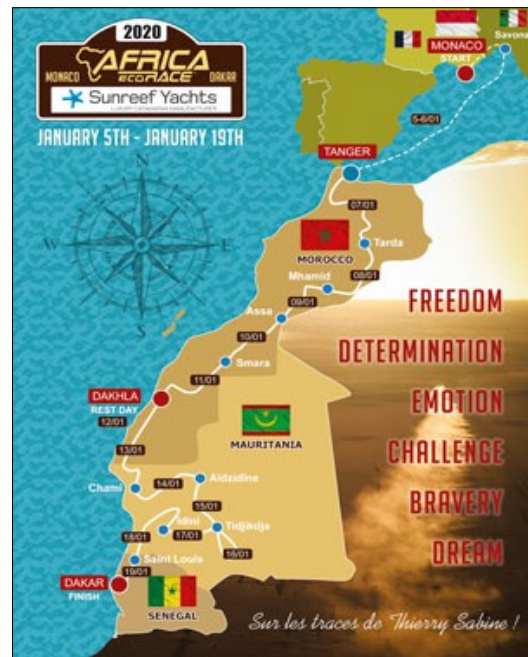 2020
AFRICA
ECORACE
MONACO
DAKAR
Sunreef Yachts
JANUARY 5TH - JANUARY 19TH
Savona
MONACO
START
5-6/01
TANGER
07/01
Tarda
MOROCCO
08/01
Mhamid
09/01
Assa
10/01
Smara
11/01
DAKHLA
REST DAY
12/01
13/01
MAURITANIA
Chami
14/01
Aidzidine
15/01
Idini
Tidjikdja
17/01
18/01
16/01
Saint Louis
19/01
DAKAR
FINISH
SENEGAL
N
W
E
S
FREEDOM
DETERMINATION
EMOTION
CHALLENGE
BRAVERY
DREAM
Sur les traces de Thierry Sabine !